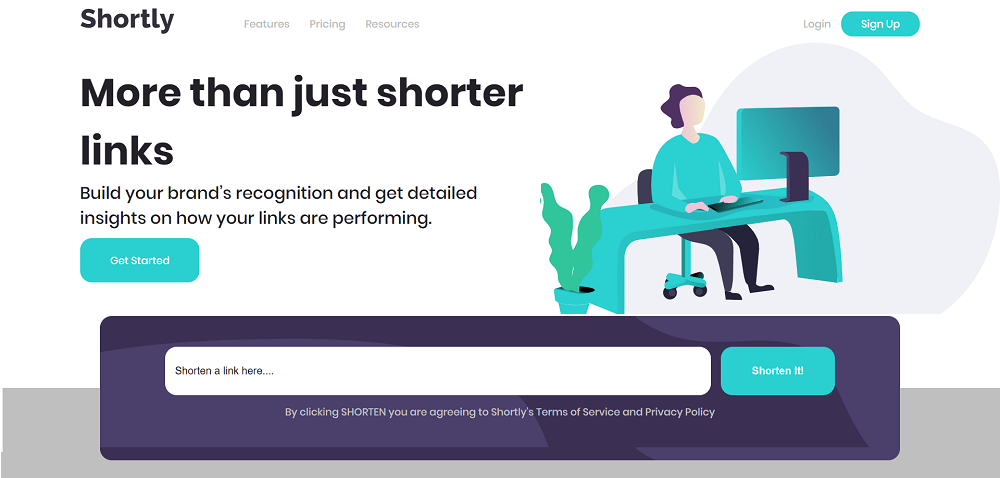 Shortly
Features Pricing Resources
Login Sign Up
More than just shorter
links
Build your brand's recognition and get detailed
insights on how your links are performing.
Get Started
Shorten a link here....
Shorten It!
By clicking SHORTEN you are agreeing to Shortly's Terms of Service and Privacy Policy